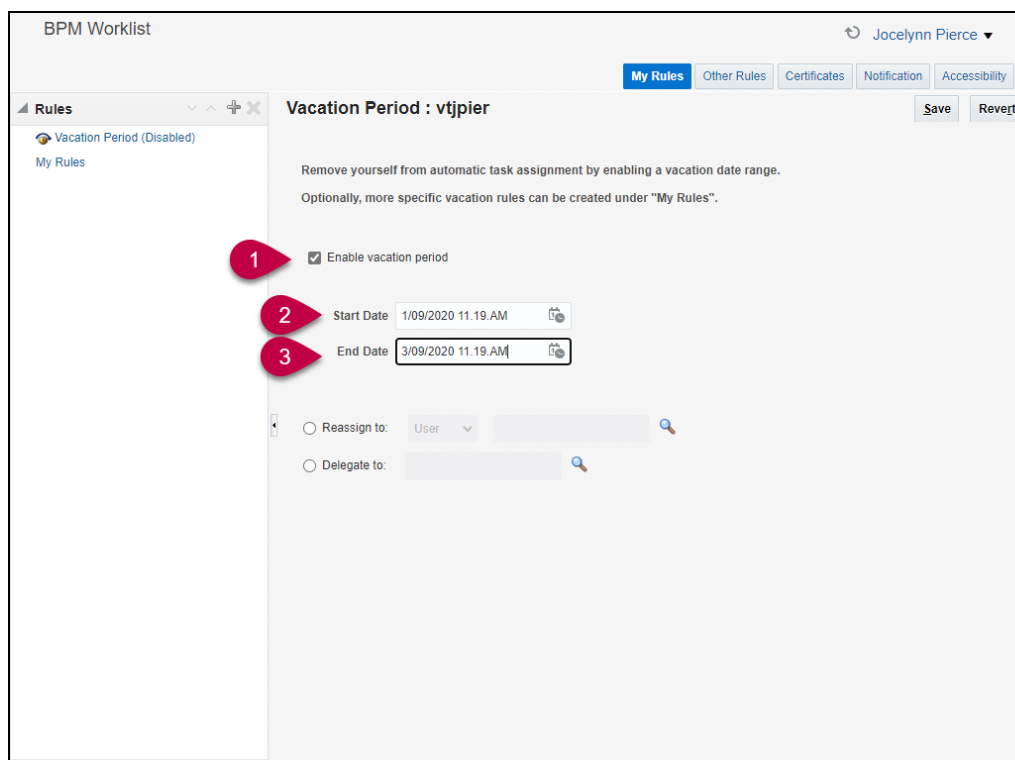 BPM Worklist
Jocelynn Pierce
My Rules Other Rules Certificates Notification Accessibility
Rules
Vacation Period : vtjpier
Save Revert
Vacation Period (Disabled)
My Rules
Remove yourself from automatic task assignment by enabling a vacation date range.
Optionally, more specific vacation rules can be created under "My Rules".
1 Enable vacation period
2 Start Date 1/09/2020 11.19.AM
3 End Date 3/09/2020 11.19.AM
Reassign to: User
Delegate to: